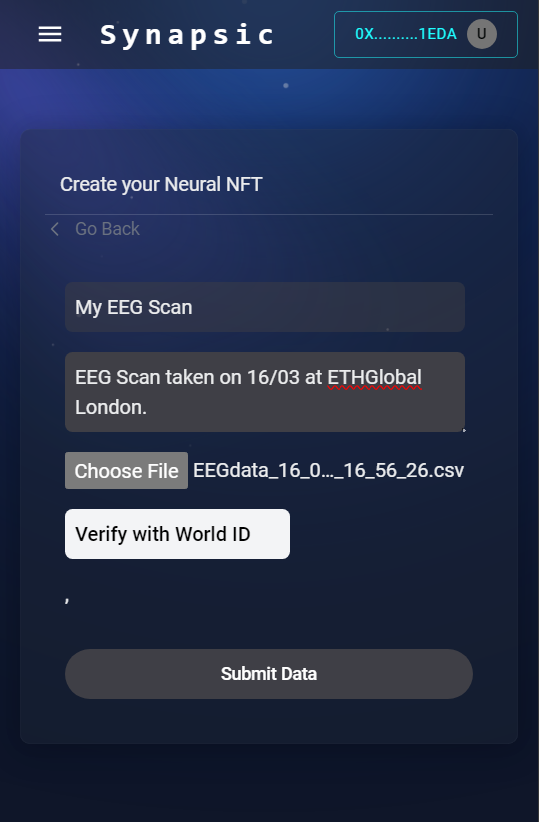 Synapsic
0X..........1EDA
U
Create your Neural NFT
Go Back
My EEG Scan
EEG Scan taken on 16/03 at ETHGlobal
London.
Choose File EEGdata_16_0..._16_56_26.csv
Verify with World ID
,
Submit Data